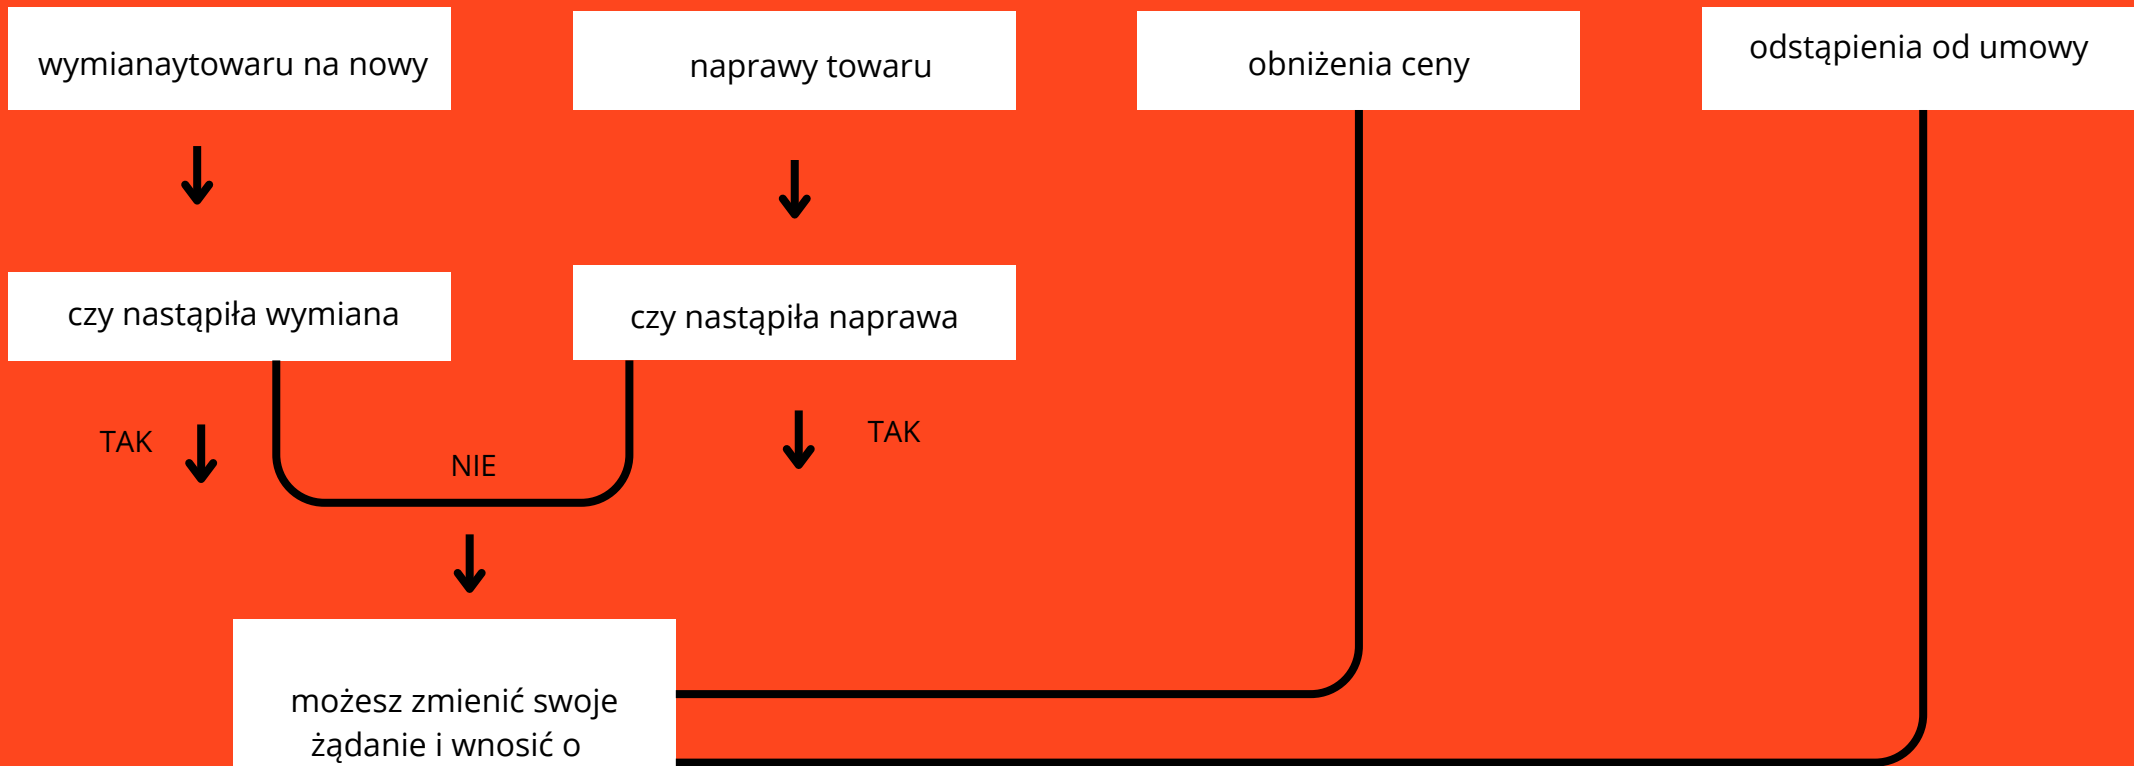 wymianaytowaru na nowy
naprawy towaru
obniżenia ceny
odstąpienia od umowy
czy nastąpiła wymiana
czy nastąpiła naprawa
TAK
NIE
TAK
możesz zmienić swoje
żądanie i wnosić o